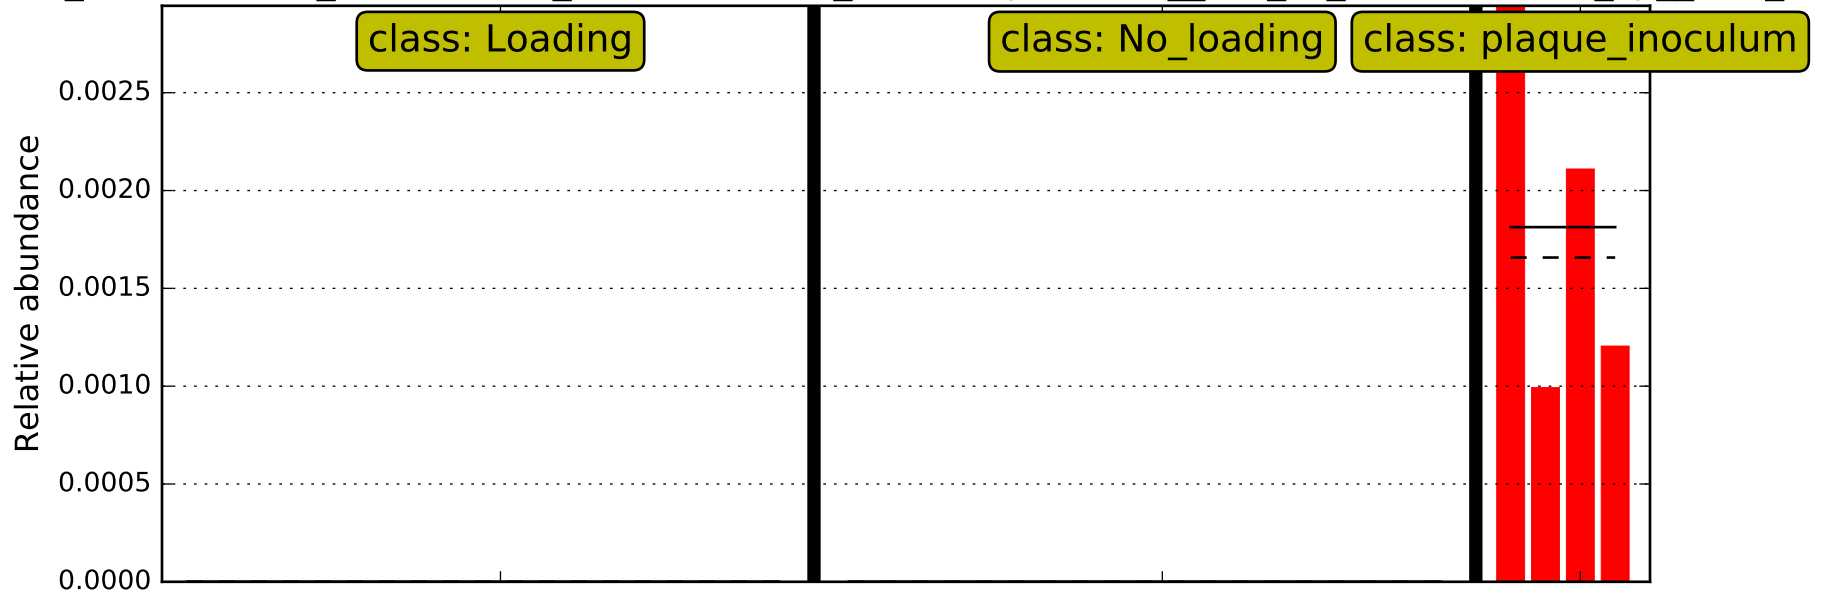 class: Loading
class: No_loading
class: plaque_inoculum
0.0025
0.0020
0.0015
0.0010
0.0005
0.0000
Relative abundance